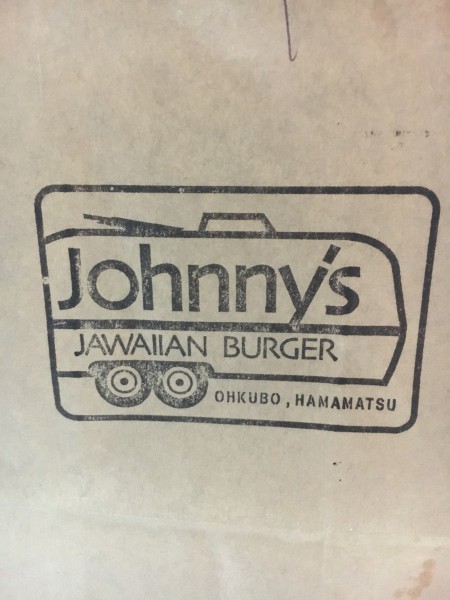 Johnny's
JAWAIIAN BURGER
OHKUBO, HAMAMATSU